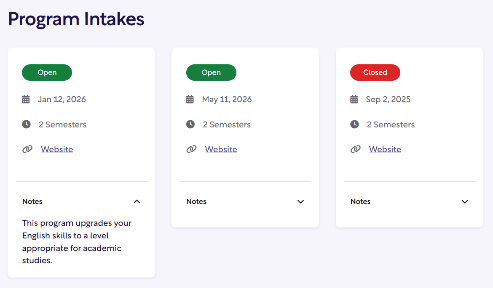 Program Intakes
Open
Jan 12, 2026
2 Semesters
Website
Notes
This program upgrades your
English skills to a level
appropriate for academic
studies.
Open
May 11, 2026
2 Semesters
Website
Notes
Closed
Sep 2, 2025
2 Semesters
Website
Notes